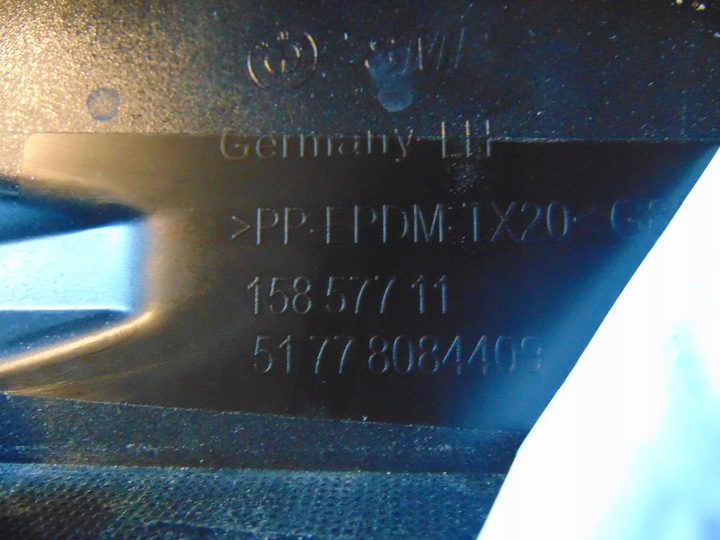 Germany LH
>PP·EPDM·TX20<
158 577 11
51 77 8084409